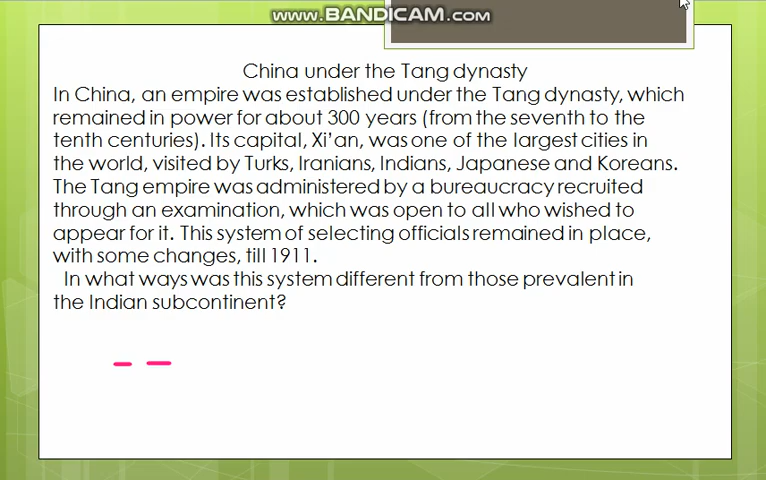 www.BANDICAM.com
China under the Tang dynasty
In China, an empire was established under the Tang dynasty, which
remained in power for about 300 years (from the seventh to the
tenth centuries). Its capital, Xi’an, was one of the largest cities in
the world, visited by Turks, Iranians, Indians, Japanese and Koreans.
The Tang empire was administered by a bureaucracy recruited
through an examination, which was open to all who wished to
appear for it. This system of selecting officials remained in place,
with some changes, till 1911.
In what ways was this system different from those prevalent in
the Indian subcontinent?